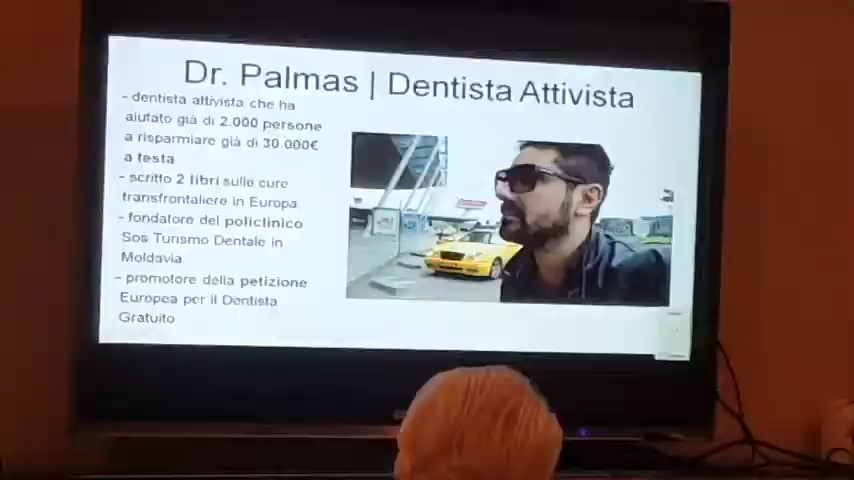 Dr. Palmas | Dentista Attivista
- dentista attivista che ha
aiutato già di 2.000 persone
a risparmiare già di 30.000€
a testa
- scritto 2 libri sulle cure
transfrontaliere in Europa
- fondatore del policlinico
Sos Turismo Dentale in
Moldavia
- promotore della petizione
Europea per il Dentista
Gratuito